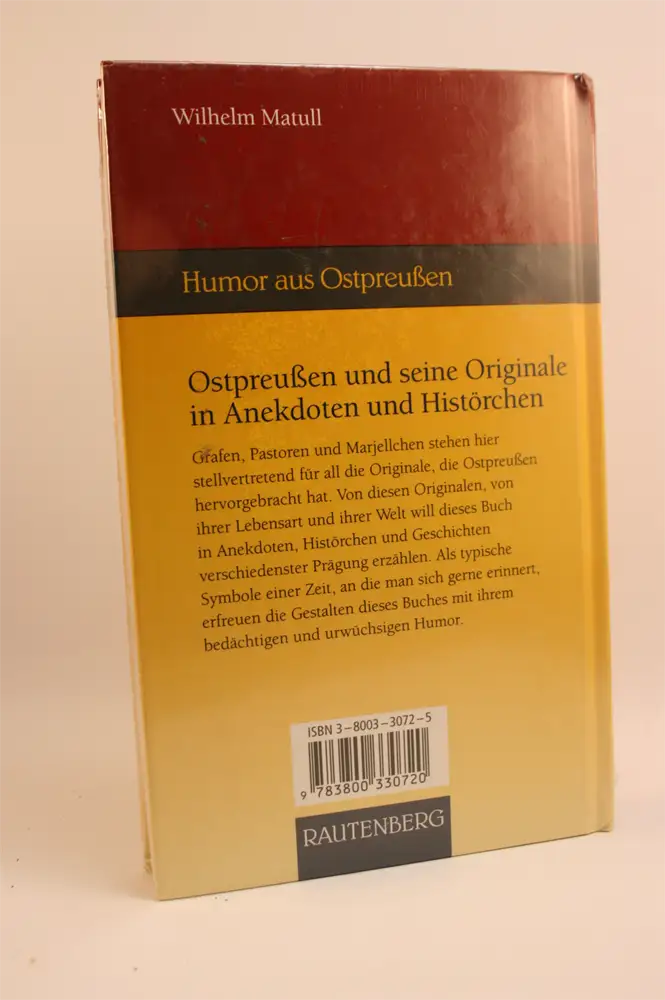 Wilhelm Matull
Humor aus Ostpreußen
Ostpreußen und seine Originale
in Anekdoten und Histörchen
Grafen, Pastoren und Marjellchen stehen hier
stellvertretend für all die Originale, die Ostpreußen
hervorgebracht hat. Von diesen Originalen, von
ihrer Lebensart und ihrer Welt will dieses Buch
in Anekdoten, Histörchen und Geschichten
verschiedenster Prägung erzählen. Als typische
Symbole einer Zeit, an die man sich gerne erinnert,
erfreuen die Gestalten dieses Buches mit ihrem
bedächtigen und urwüchsigen Humor.
ISBN 3-8003-3072-5
9 783800 330720
RAUTENBERG